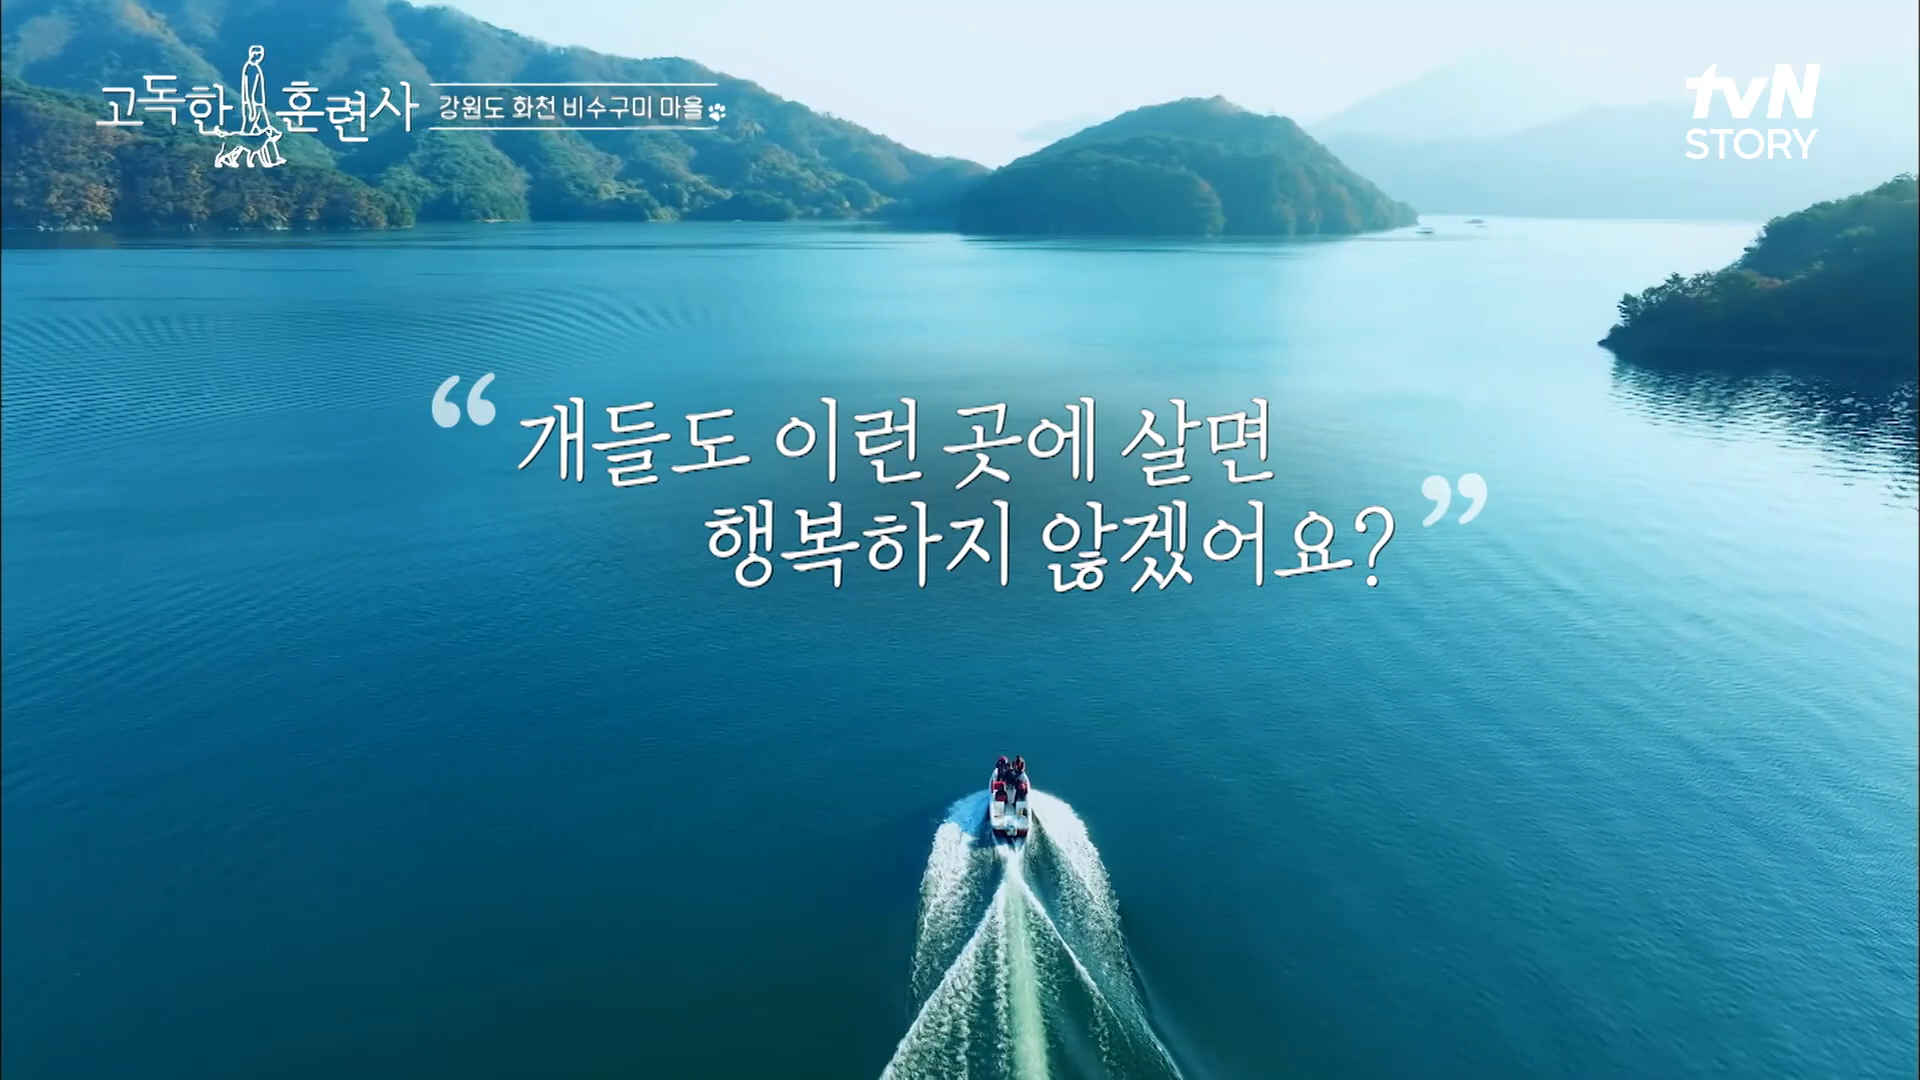 고독한 훈련사
강원도 화천 비수구미 마을
tvN
STORY
“개들도 이런 곳에 살면
행복하지 않겠어요?”